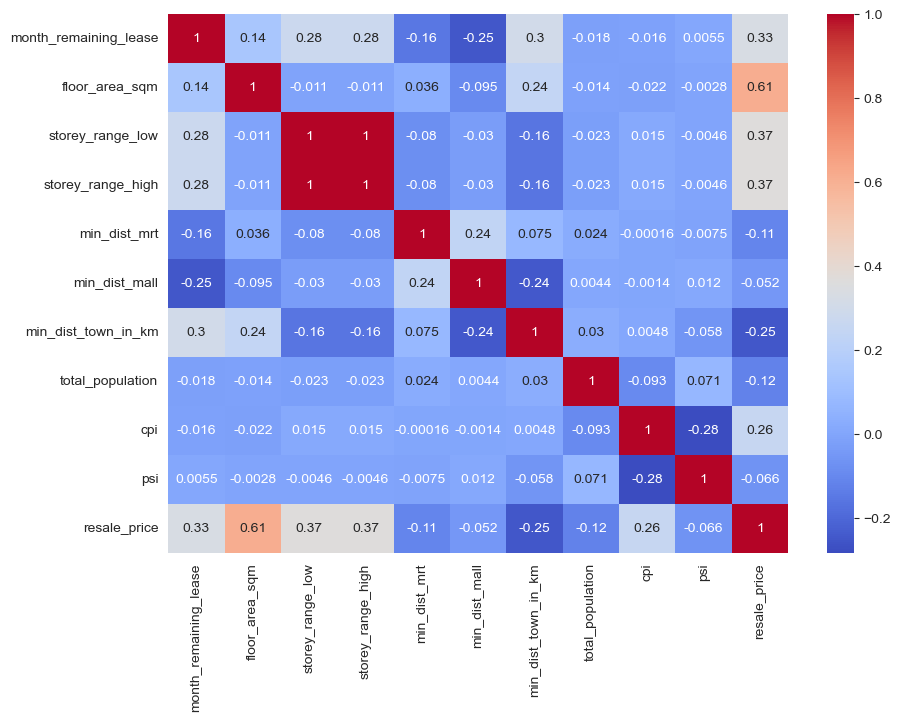 month_remaining_lease 1 0.14 0.28 0.28 -0.16 -0.25 0.3 -0.018 -0.016 0.0055 0.33
floor_area_sqm 0.14 1 -0.011 -0.011 0.036 -0.095 0.24 -0.014 -0.022 -0.0028 0.61
storey_range_low 0.28 -0.011 1 1 -0.08 -0.03 -0.16 -0.023 0.015 -0.0046 0.37
storey_range_high 0.28 -0.011 1 1 -0.08 -0.03 -0.16 -0.023 0.015 -0.0046 0.37
min_dist_mrt -0.16 0.036 -0.08 -0.08 1 0.24 0.075 0.024 -0.00016 -0.0075 -0.11
min_dist_mall -0.25 -0.095 -0.03 -0.03 0.24 1 -0.24 0.0044 -0.0014 0.012 -0.052
min_dist_town_in_km 0.3 0.24 -0.16 -0.16 0.075 -0.24 1 0.03 0.0048 -0.058 -0.25
total_population -0.018 -0.014 -0.023 -0.023 0.024 0.0044 0.03 1 -0.093 0.071 -0.12
cpi -0.016 -0.022 0.015 0.015 -0.00016 -0.0014 0.0048 -0.093 1 -0.28 0.26
psi 0.0055 -0.0028 -0.0046 -0.0046 -0.0075 0.012 -0.058 0.071 -0.28 1 -0.066
resale_price 0.33 0.61 0.37 0.37 -0.11 -0.052 -0.25 -0.12 0.26 -0.066 1
month_remaining_lease
floor_area_sqm
storey_range_low
storey_range_high
min_dist_mrt
min_dist_mall
min_dist_town_in_km
total_population
cpi
psi
resale_price
1.0
0.8
0.6
0.4
0.2
0.0
−0.2